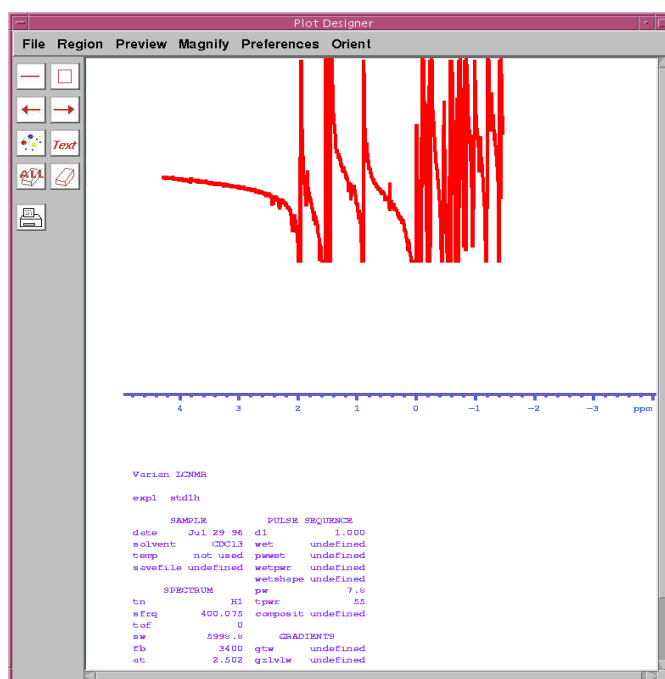 Plot Designer
File Region Preview Magnify Preferences Orient
Text
ALL
4 3 2 1 0 -1 -2 -3 ppm
Varian LCNMR
exp1 std1h
SAMPLE PULSE SEQUENCE
date Jul 29 96 d1 1.000
solvent CDCl3 wet undefined
temp not used pwwet undefined
savefile undefined wetpwr undefined
wetshape undefined
SPECTRUM pw 7.8
tn H1 tpwr 55
sfrq 400.075 composit undefined
tof 0
sw 5998.8 GRADIENTS
fb 3400 gtw undefined
at 2.502 gzlvlw undefined